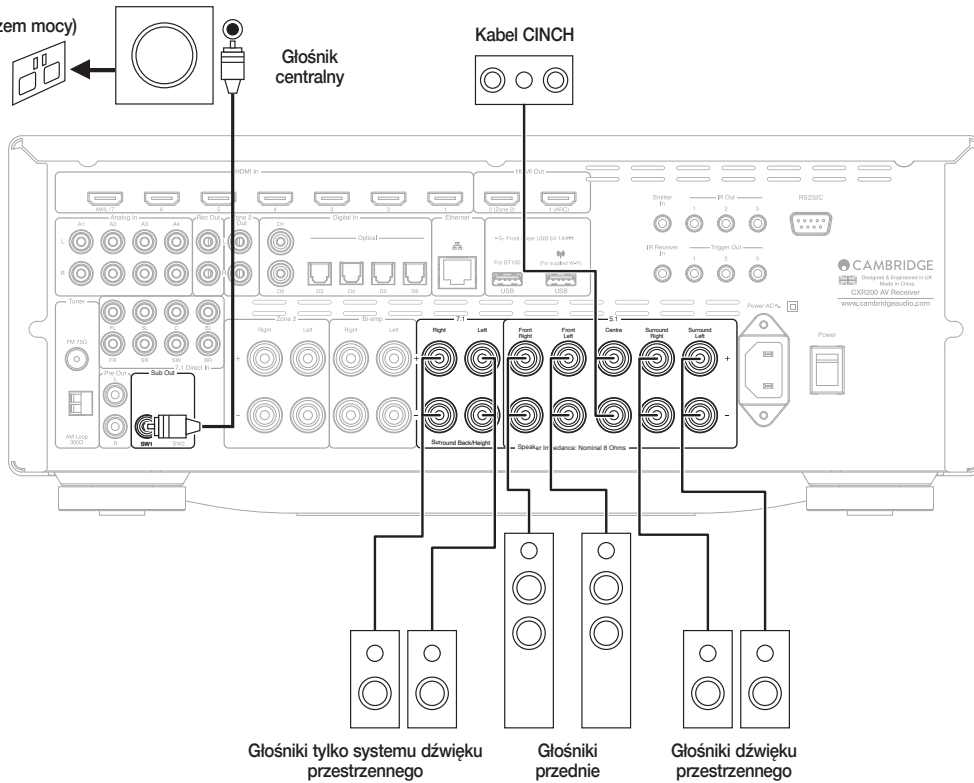 zem mocy)
Głośnik
centralny
Kabel CINCH
HDMI In
HDMI Out
MHL/7
6
5
4
3
2
1
2 (Zone 2)
1 (ARC)
Analog In
Rec Out
Zone 2
Out
Digital In
Ethernet
A1
A2
A3
A4
D1
Optical
L
R
D2
D3
D4
D5
D6
Front/Rear USB 5V 1A
For BT100
(For supplied Wi-Fi)
USB
USB
Emitter
In
IR Out
1
2
3
RS232C
IR Receiver
In
Trigger Out
1
2
3
CAMBRIDGE
Designed & Engineered in UK
Made in China
CXR200 AV Receiver
www.cambridgeaudio.com
Power AC
Power
Tuner
FM 75Ω
AM Loop
300Ω
FL
SL
C
BL
FR
SR
SW
BR
7.1 Direct In
Pre Out
L
R
Sub Out
SW1
SW2
Zone 2
Right
Left
Bi-amp
Right
Left
7.1
Right
Left
5.1
Front
Right
Front
Left
Centre
Surround
Right
Surround
Left
+
-
+
-
+
-
Surround Back/Height
Speaker Impedance: Nominal 8 Ohms
Głośniki tylko systemu dźwięku
przestrzennego
Głośniki
przednie
Głośniki dźwięku
przestrzennego